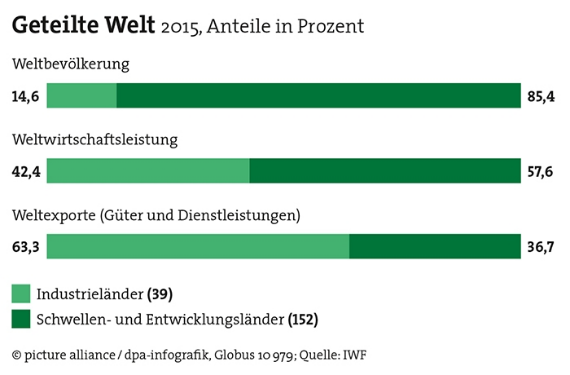 Geteilte Welt 2015, Anteile in Prozent
Weltbevölkerung
14,6 85,4
Weltwirtschaftsleistung
42,4 57,6
Weltexporte (Güter und Dienstleistungen)
63,3 36,7
Industrieländer (39)
Schwellen- und Entwicklungsländer (152)
© picture alliance / dpa-infografik, Globus 10 979; Quelle: IWF